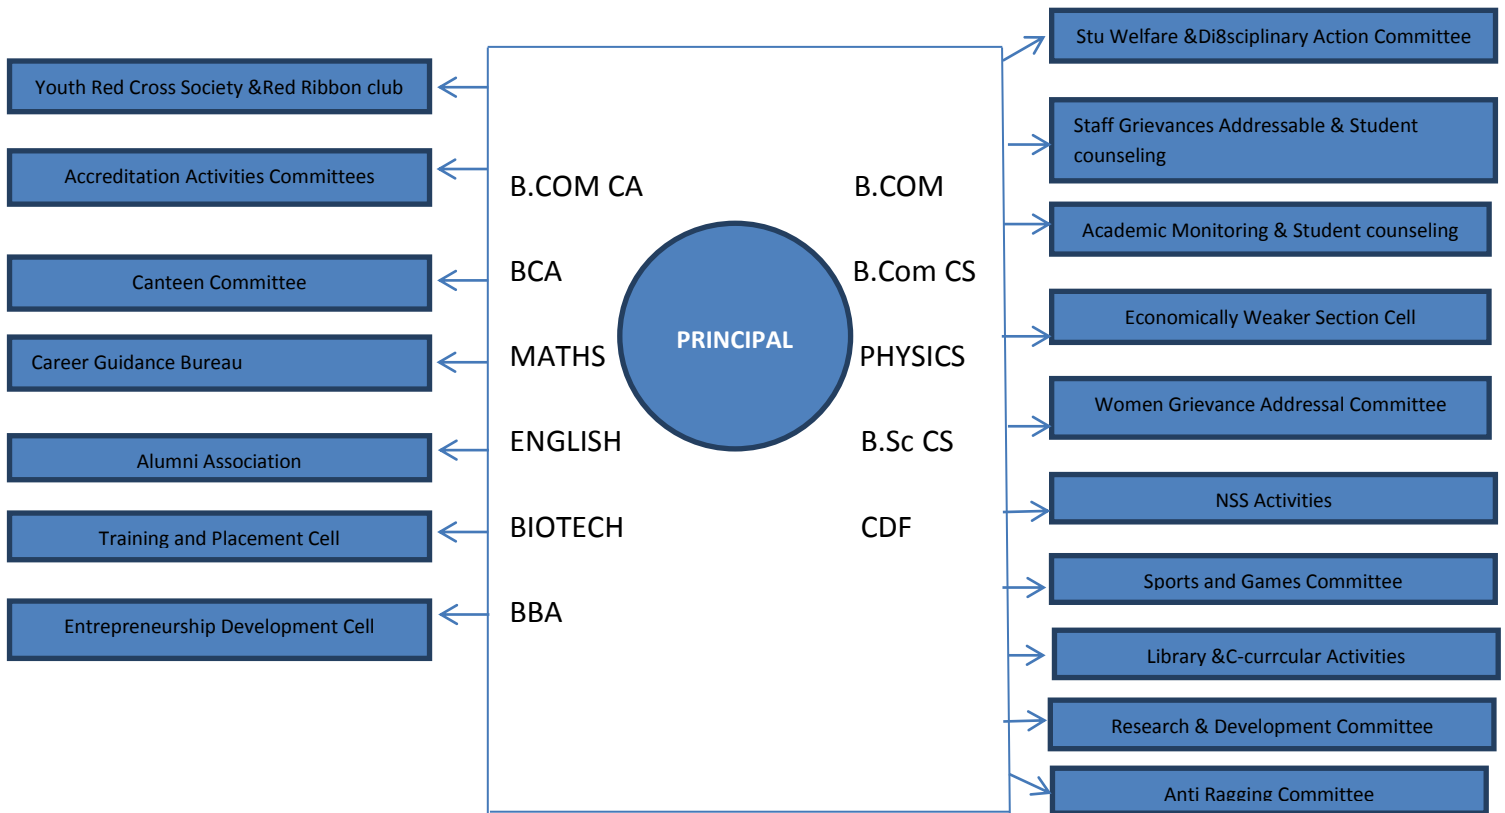 Youth Red Cross Society &Red Ribbon club
Accreditation Activities Committees
Canteen Committee
Career Guidance Bureau
Alumni Association
Training and Placement Cell
Entrepreneurship Development Cell
B.COM CA
BCA
MATHS
ENGLISH
BIOTECH
BBA
PRINCIPAL
B.COM
B.Com CS
PHYSICS
B.Sc CS
CDF
Stu Welfare &Di8sciplinary Action Committee
Staff Grievances Addressable & Student
counseling
Academic Monitoring & Student counseling
Economically Weaker Section Cell
Women Grievance Addressal Committee
NSS Activities
Sports and Games Committee
Library &C-currcular Activities
Research & Development Committee
Anti Ragging Committee